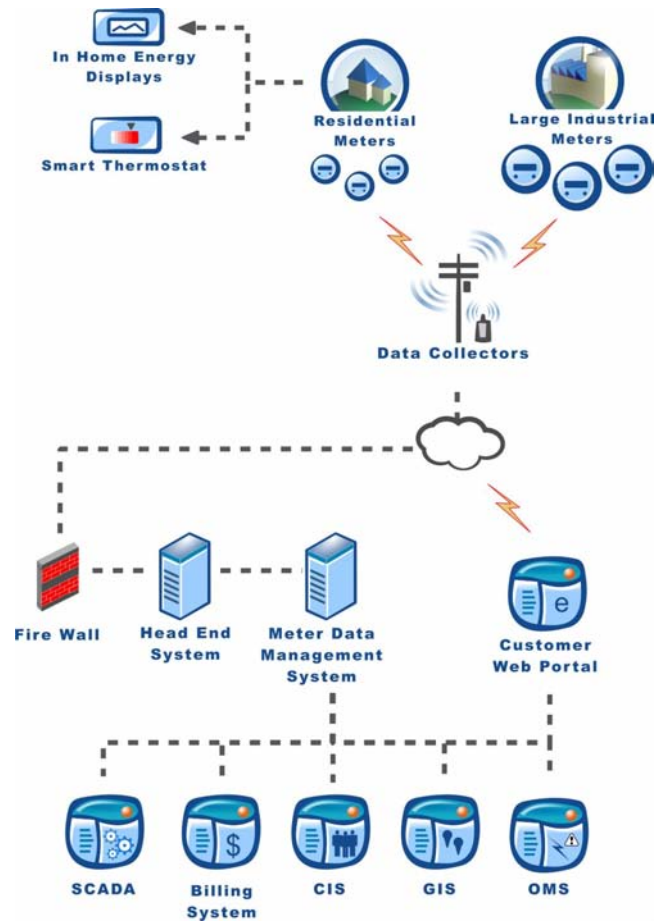 In Home Energy
Displays
Smart Thermostat
Residential
Meters
Large Industrial
Meters
Data Collectors
Fire Wall
Head End
System
Meter Data
Management
System
e
Customer
Web Portal
SCADA
$
Billing
System
CIS
GIS
OMS